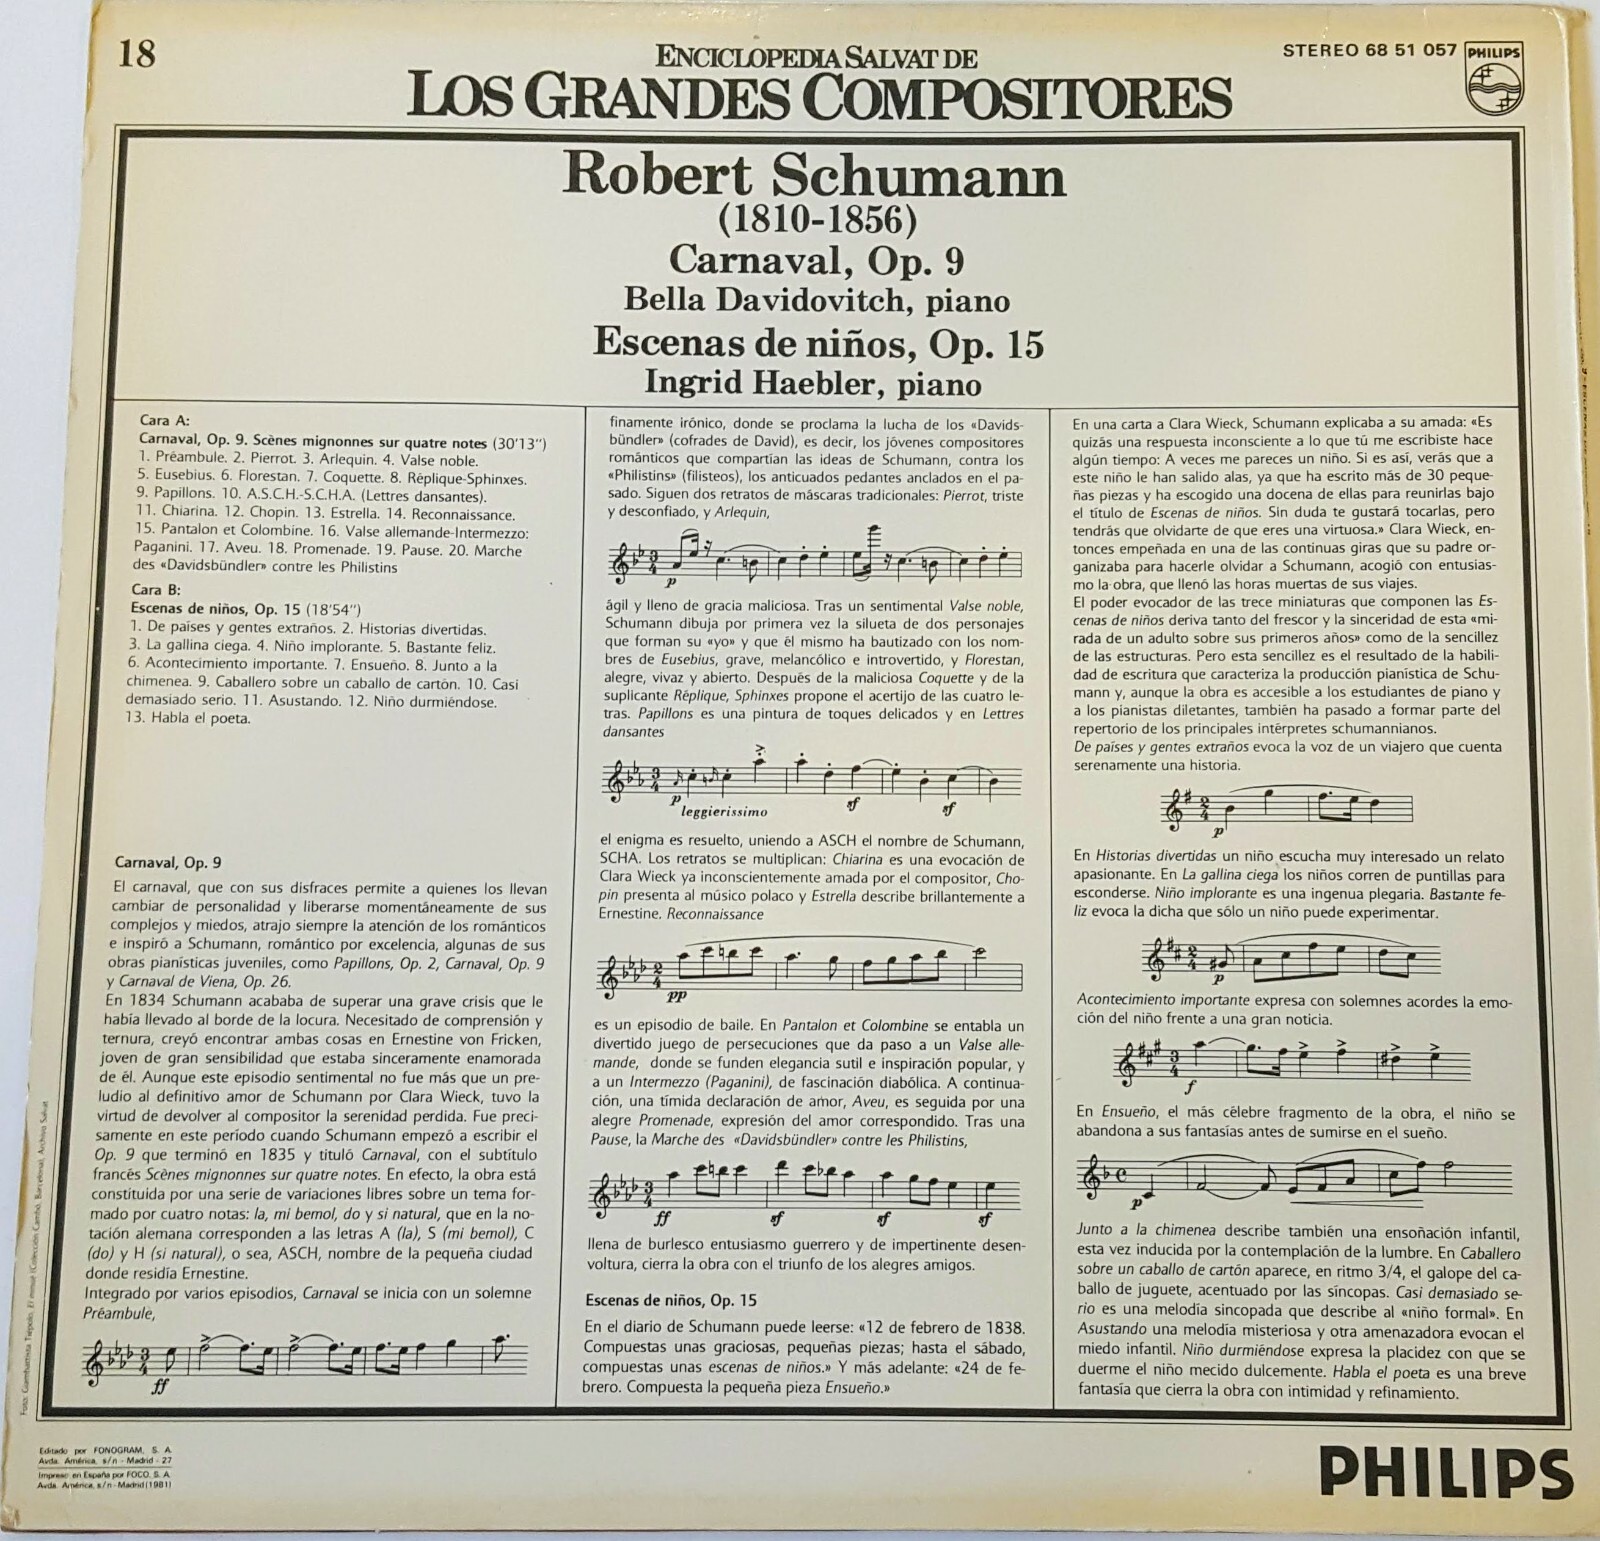 18
ENCICLOPEDIA SALVAT DE
LOS GRANDES COMPOSITORES
STEREO 68 51 057
PHILIPS
Robert Schumann
(1810-1856)
Carnaval, Op. 9
Bella Davidovitch, piano
Escenas de niños, Op. 15
Ingrid Haebler, piano
Cara A:
Carnaval, Op. 9. Scènes mignonnes sur quatre notes (30'13'')
1. Préambule. 2. Pierrot. 3. Arlequin. 4. Valse noble.
5. Eusebius. 6. Florestan. 7. Coquette. 8. Réplique-Sphinxes.
9. Papillons. 10. A.S.C.H.-S.C.H.A. (Lettres dansantes).
11. Chiarina. 12. Chopin. 13. Estrella. 14. Reconnaissance.
15. Pantalon et Colombine. 16. Valse allemande-Intermezzo:
Paganini. 17. Aveu. 18. Promenade. 19. Pause. 20. Marche
des «Davidsbündler» contre les Philistins
Cara B:
Escenas de niños, Op. 15 (18'54'')
1. De países y gentes extraños. 2. Historias divertidas.
3. La gallina ciega. 4. Niño implorante. 5. Bastante feliz.
6. Acontecimiento importante. 7. Ensueño. 8. Junto a la
chimenea. 9. Caballero sobre un caballo de cartón. 10. Casi
demasiado serio. 11. Asustando. 12. Niño durmiéndose.
13. Habla el poeta.
Carnaval, Op. 9
El carnaval, que con sus disfraces permite a quienes los llevan
cambiar de personalidad y liberarse momentáneamente de sus
complejos y miedos, atrajo siempre la atención de los románticos
e inspiró a Schumann, romántico por excelencia, algunas de sus
obras pianísticas juveniles, como Papillons, Op. 2, Carnaval, Op. 9
y Carnaval de Viena, Op. 26.
En 1834 Schumann acababa de superar una grave crisis que le
había llevado al borde de la locura. Necesitado de comprensión y
ternura, creyó encontrar ambas cosas en Ernestine von Fricken,
joven de gran sensibilidad que estaba sinceramente enamorada
de él. Aunque este episodio sentimental no fue más que un pre-
ludio al definitivo amor de Schumann por Clara Wieck, tuvo la
virtud de devolver al compositor la serenidad perdida. Fue preci-
samente en este período cuando Schumann empezó a escribir el
Op. 9 que terminó en 1835 y tituló Carnaval, con el subtítulo
francés Scènes mignonnes sur quatre notes. En efecto, la obra está
constituida por una serie de variaciones libres sobre un tema for-
mado por cuatro notas: la, mi bemol, do y si natural, que en la no-
tación alemana corresponden a las letras A (la), S (mi bemol), C
(do) y H (si natural), o sea, ASCH, nombre de la pequeña ciudad
donde residía Ernestine.
Integrado por varios episodios, Carnaval se inicia con un solemne
Préambule,
ff
finamente irónico, donde se proclama la lucha de los «Davids-
bündler» (cofrades de David), es decir, los jóvenes compositores
románticos que compartían las ideas de Schumann, contra los
«Philistins» (filisteos), los anticuados pedantes anclados en el pa-
sado. Siguen dos retratos de máscaras tradicionales: Pierrot, triste
y desconfiado, y Arlequin,
p
ágil y lleno de gracia maliciosa. Tras un sentimental Valse noble,
Schumann dibuja por primera vez la silueta de dos personajes
que forman su «yo» y que él mismo ha bautizado con los nom-
bres de Eusebius, grave, melancólico e introvertido, y Florestan,
alegre, vivaz y abierto. Después de la maliciosa Coquette y de la
suplicante Réplique, Sphinxes propone el acertijo de las cuatro le-
tras. Papillons es una pintura de toques delicados y en Lettres
dansantes
p leggierissimo sf sf
el enigma es resuelto, uniendo a ASCH el nombre de Schumann,
SCHA. Los retratos se multiplican: Chiarina es una evocación de
Clara Wieck ya inconscientemente amada por el compositor, Cho-
pin presenta al músico polaco y Estrella describe brillantemente a
Ernestine. Reconnaissance
pp
es un episodio de baile. En Pantalon et Colombine se entabla un
divertido juego de persecuciones que da paso a un Valse alle-
mande, donde se funden elegancia sutil e inspiración popular, y
a un Intermezzo (Paganini), de fascinación diabólica. A continua-
ción, una tímida declaración de amor, Aveu, es seguida por una
alegre Promenade, expresión del amor correspondido. Tras una
Pause, la Marche des «Davidsbündler» contre les Philistins,
ff sf sf sf
llena de burlesco entusiasmo guerrero y de impertinente desen-
voltura, cierra la obra con el triunfo de los alegres amigos.
Escenas de niños, Op. 15
En el diario de Schumann puede leerse: «12 de febrero de 1838.
Compuestas unas graciosas, pequeñas piezas; hasta el sábado,
compuestas unas escenas de niños.» Y más adelante: «24 de fe-
brero. Compuesta la pequeña pieza Ensueño.»
En una carta a Clara Wieck, Schumann explicaba a su amada: «Es
quizás una respuesta inconsciente a lo que tú me escribiste hace
algún tiempo: A veces me pareces un niño. Si es así, verás que a
este niño le han salido alas, ya que ha escrito más de 30 peque-
ñas piezas y ha escogido una docena de ellas para reunirlas bajo
el título de Escenas de niños. Sin duda te gustará tocarlas, pero
tendrás que olvidarte de que eres una virtuosa.» Clara Wieck, en-
tonces empeñada en una de las continuas giras que su padre or-
ganizaba para hacerle olvidar a Schumann, acogió con entusias-
mo la obra, que llenó las horas muertas de sus viajes.
El poder evocador de las trece miniaturas que componen las Es-
cenas de niños deriva tanto del frescor y la sinceridad de esta «mi-
rada de un adulto sobre sus primeros años» como de la sencillez
de las estructuras. Pero esta sencillez es el resultado de la habili-
dad de escritura que caracteriza la producción pianística de Schu-
mann y, aunque la obra es accesible a los estudiantes de piano y
a los pianistas diletantes, también ha pasado a formar parte del
repertorio de los principales intérpretes schumannianos.
De países y gentes extraños evoca la voz de un viajero que cuenta
serenamente una historia.
p
En Historias divertidas un niño escucha muy interesado un relato
apasionante. En La gallina ciega los niños corren de puntillas para
esconderse. Niño implorante es una ingenua plegaria. Bastante fe-
liz evoca la dicha que sólo un niño puede experimentar.
p
Acontecimiento importante expresa con solemnes acordes la emo-
ción del niño frente a una gran noticia.
f
En Ensueño, el más célebre fragmento de la obra, el niño se
abandona a sus fantasías antes de sumirse en el sueño.
p
Junto a la chimenea describe también una ensoñación infantil,
esta vez inducida por la contemplación de la lumbre. En Caballero
sobre un caballo de cartón aparece, en ritmo 3/4, el galope del ca-
ballo de juguete, acentuado por las síncopas. Casi demasiado se-
rio es una melodía sincopada que describe al «niño formal». En
Asustando una melodía misteriosa y otra amenazadora evocan el
miedo infantil. Niño durmiéndose expresa la placidez con que se
duerme el niño mecido dulcemente. Habla el poeta es una breve
fantasía que cierra la obra con intimidad y refinamiento.
Foto: Giambattista Tiépolo, El minué (Colección Cambó, Barcelona), Archivo Salvat
Editado por FONOGRAM, S. A.
Avda. América, s/n - Madrid - 27
Impreso en España por FOCO, S. A.
Avda. América, s/n - Madrid (1981)
PHILIPS